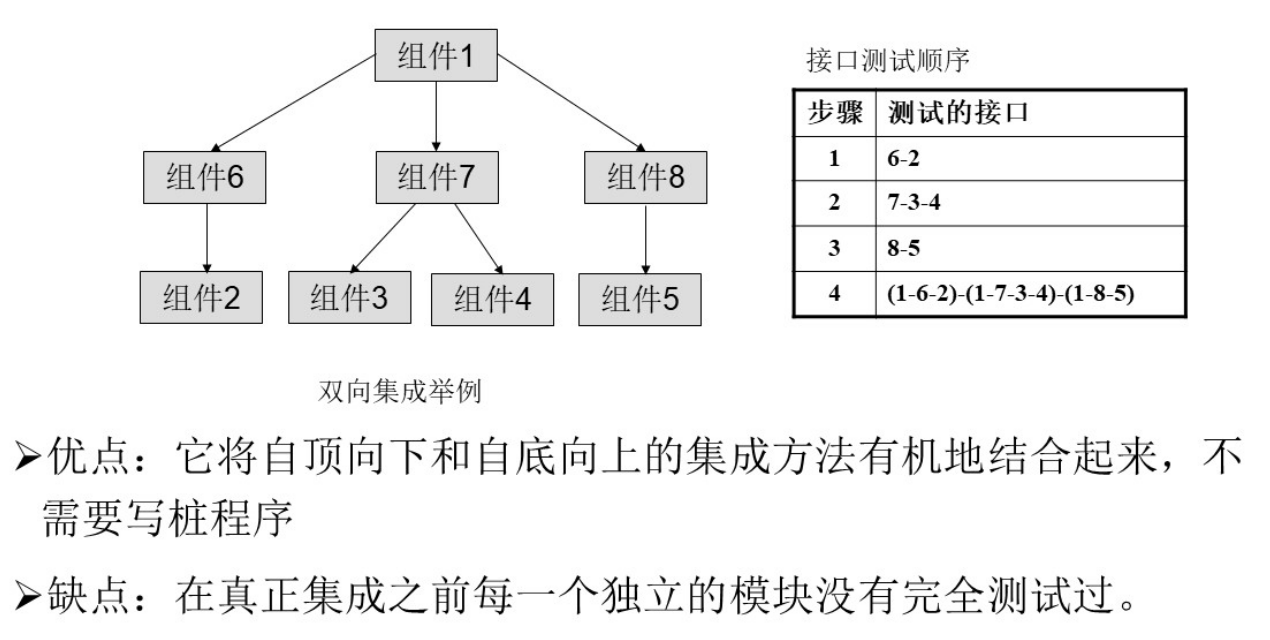 组件1
组件6
组件7
组件8
组件2
组件3
组件4
组件5
双向集成举例
接口测试顺序
步骤 测试的接口
1 6-2
2 7-3-4
3 8-5
4 (1-6-2)-(1-7-3-4)-(1-8-5)
➢优点：它将自顶向下和自底向上的集成方法有机地结合起来，不
需要写桩程序
➢缺点：在真正集成之前每一个独立的模块没有完全测试过。